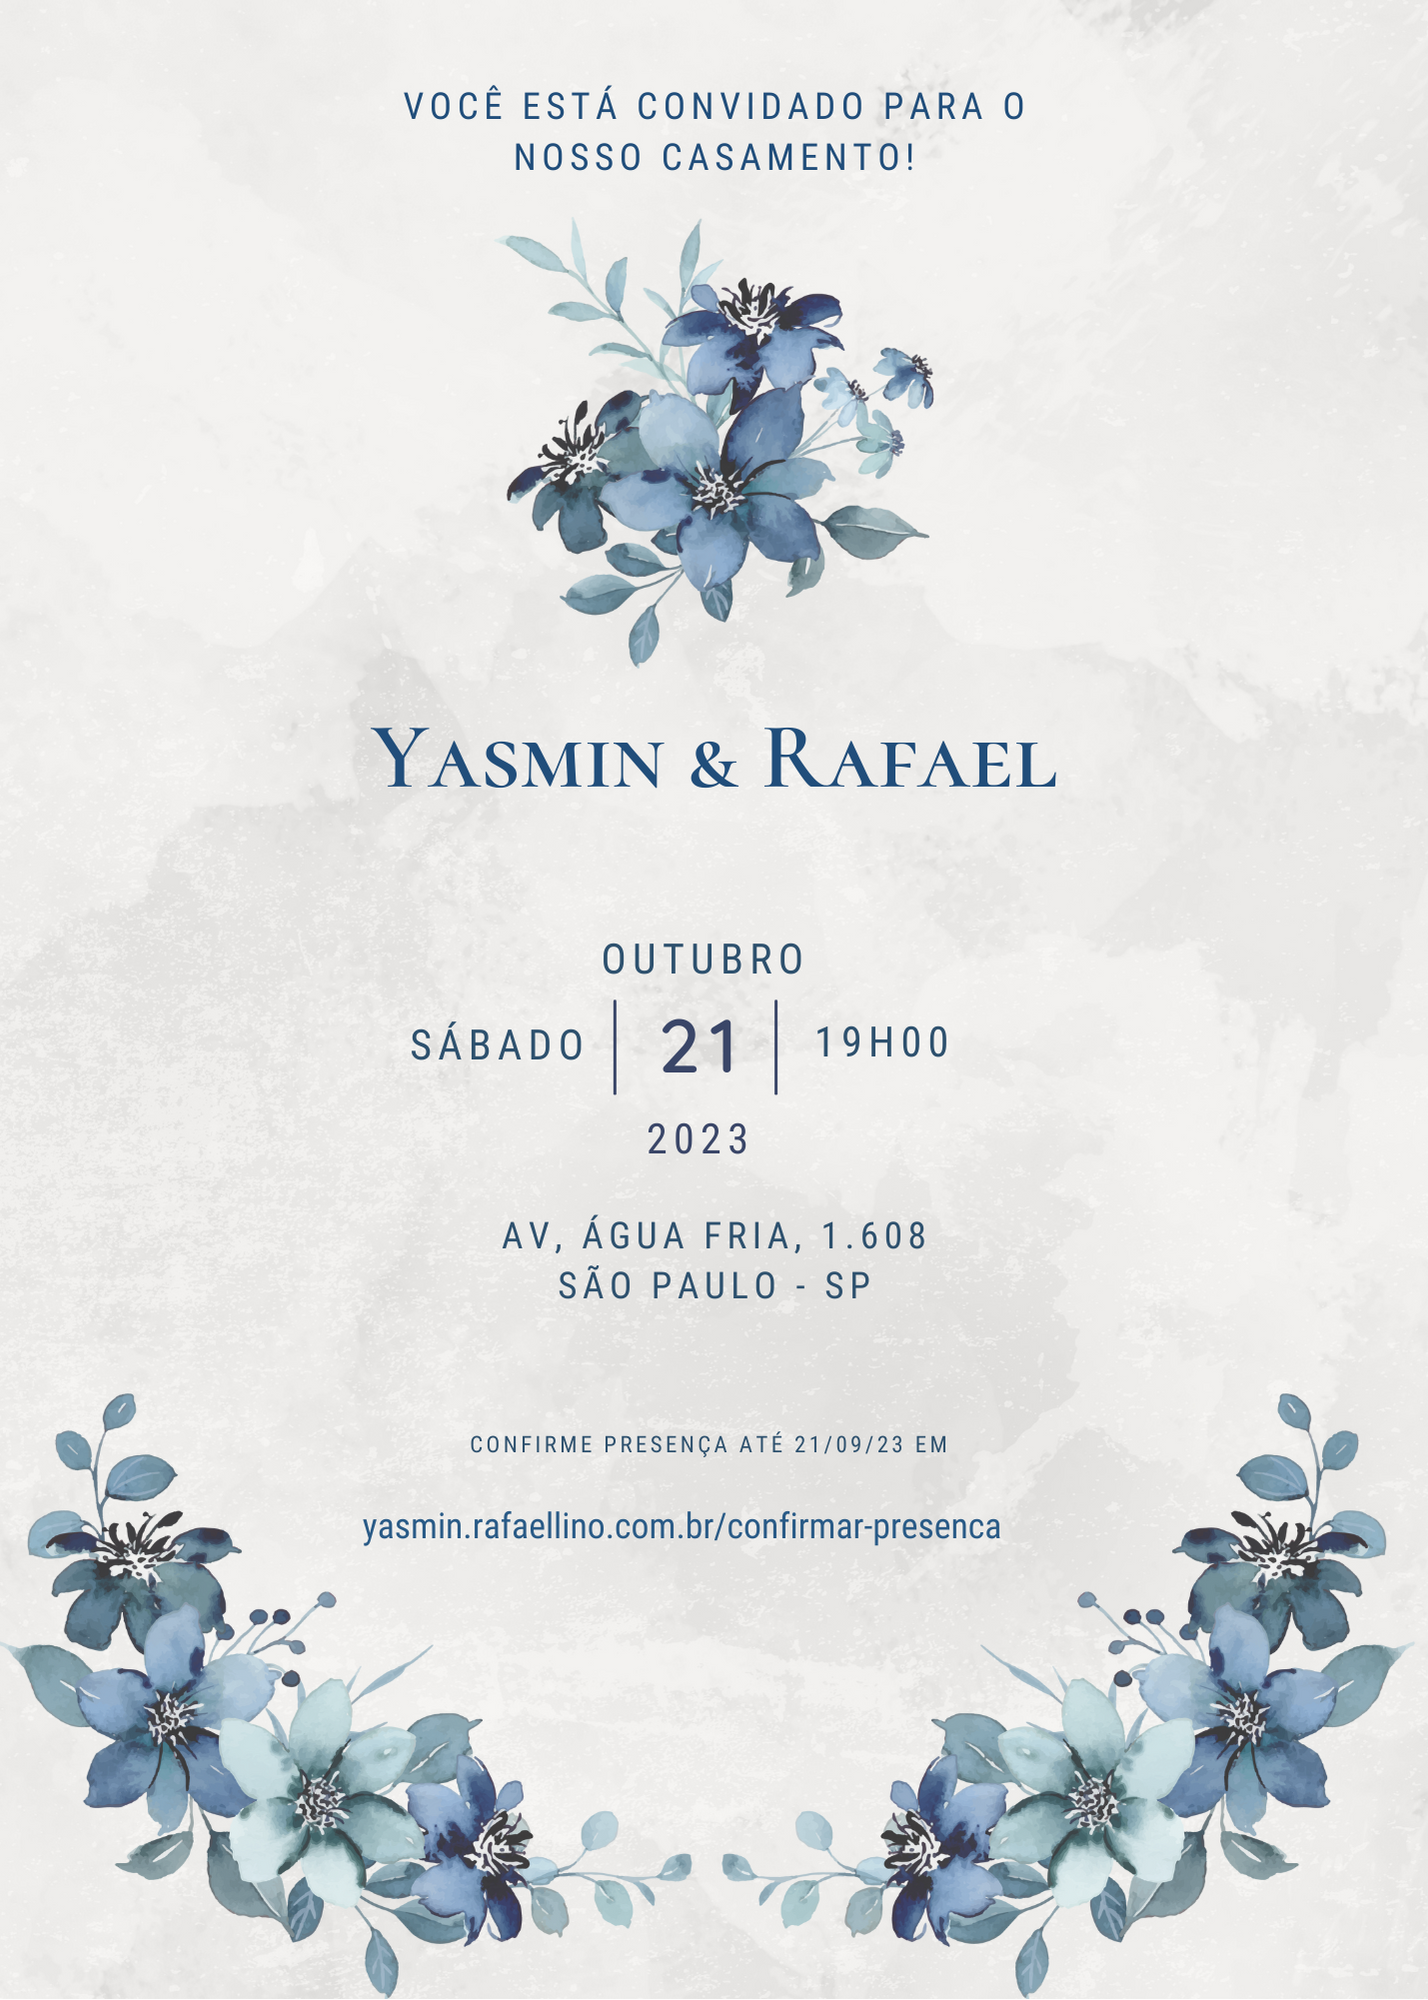 VOCÊ ESTÁ CONVIDADO PARA O
NOSSO CASAMENTO!
YASMIN & RAFAEL
OUTUBRO
SÁBADO 21 19H00
2023
AV, ÁGUA FRIA, 1.608
SÃO PAULO - SP
CONFIRME PRESENÇA ATÉ 21/09/23 EM
yasmin.rafaellino.com.br/confirmar-presenca